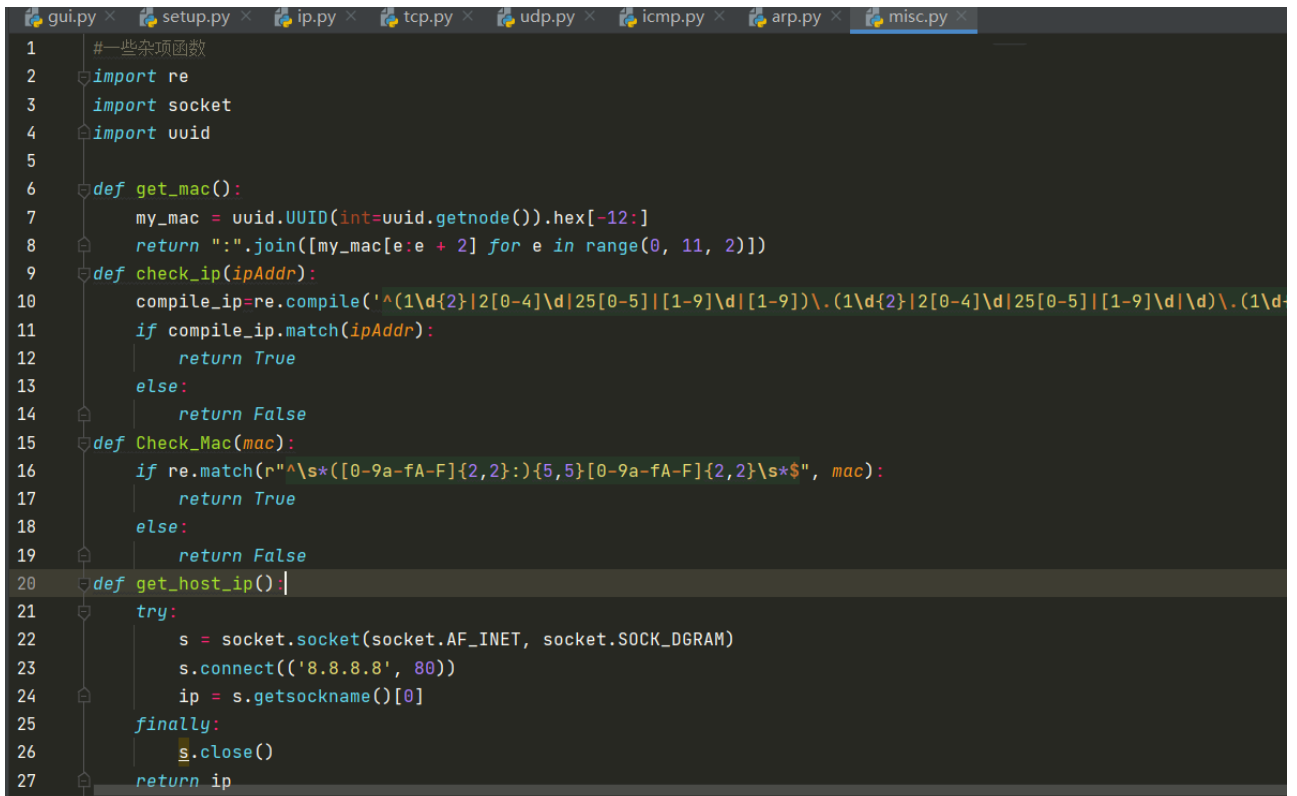 gui.py × setup.py × ip.py × tcp.py × udp.py × icmp.py × arp.py × misc.py ×
1 #一些杂项函数
2 import re
3 import socket
4 import uuid
5
6 def get_mac():
7     my_mac = uuid.UUID(int=uuid.getnode()).hex[-12:]
8     return ":".join([my_mac[e:e + 2] for e in range(0, 11, 2)])
9 def check_ip(ipAddr):
10     compile_ip=re.compile('^(1\d{2}|2[0-4]\d|25[0-5]|[1-9]\d|[1-9])\.(1\d{2}|2[0-4]\d|25[0-5]|[1-9]\d|\d)\.(1\d
11     if compile_ip.match(ipAddr):
12         return True
13     else:
14         return False
15 def Check_Mac(mac):
16     if re.match(r"^\s*([0-9a-fA-F]{2,2}:){5,5}[0-9a-fA-F]{2,2}\s*$", mac):
17         return True
18     else:
19         return False
20 def get_host_ip():
21     try:
22         s = socket.socket(socket.AF_INET, socket.SOCK_DGRAM)
23         s.connect(('8.8.8.8', 80))
24         ip = s.getsockname()[0]
25     finally:
26         s.close()
27     return ip